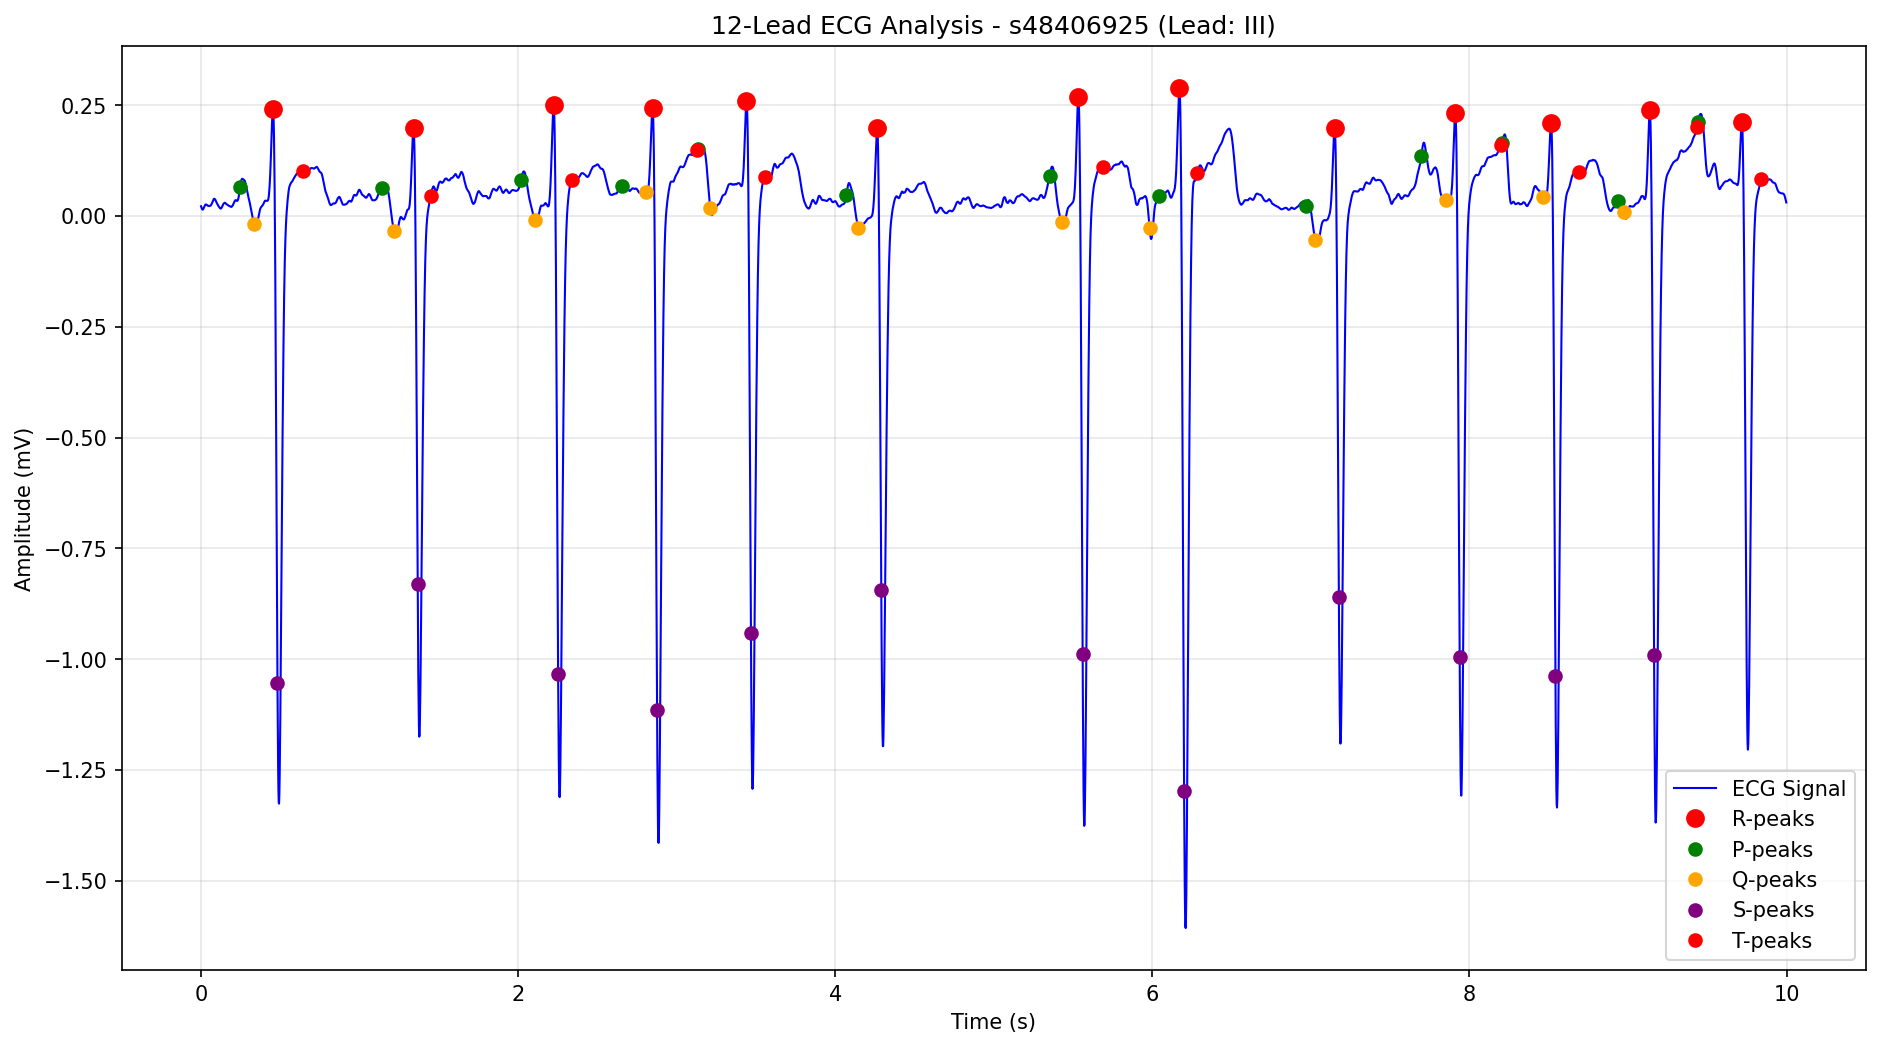 12-Lead ECG Analysis - s48406925 (Lead: III)
Amplitude (mV)
0.25
0.00
−0.25
−0.50
−0.75
−1.00
−1.25
−1.50
ECG Signal
R-peaks
P-peaks
Q-peaks
S-peaks
T-peaks
0 2 4 6 8 10
Time (s)